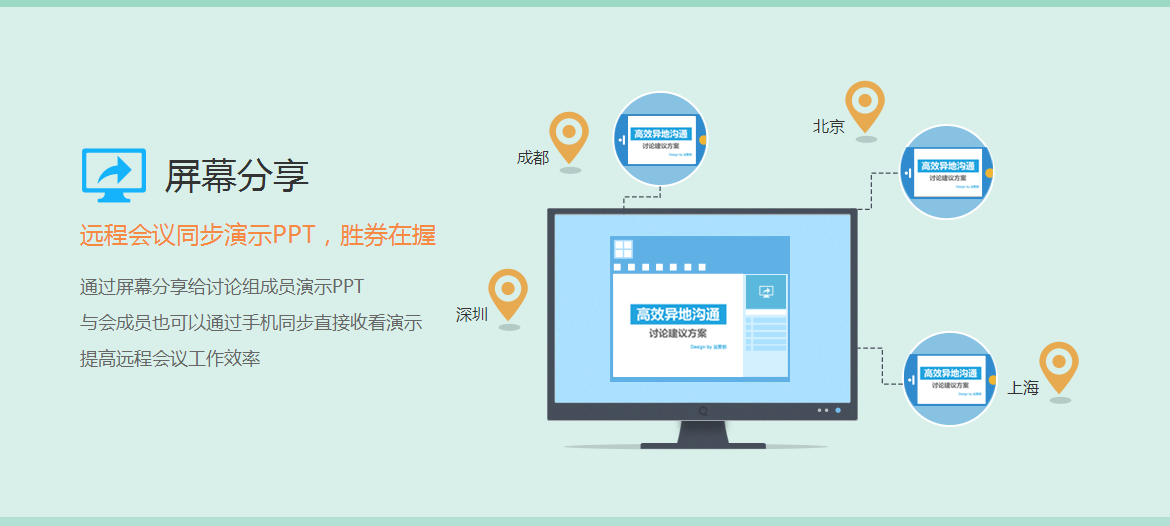 屏幕分享
远程会议同步演示PPT，胜券在握
通过屏幕分享给讨论组成员演示PPT
与会成员也可以通过手机同步直接收看演示
提高远程会议工作效率
成都
高效异地沟通
讨论建议方案
北京
高效异地沟通
讨论建议方案
深圳
高效异地沟通
讨论建议方案
Design by
高效异地沟通
讨论建议方案
上海